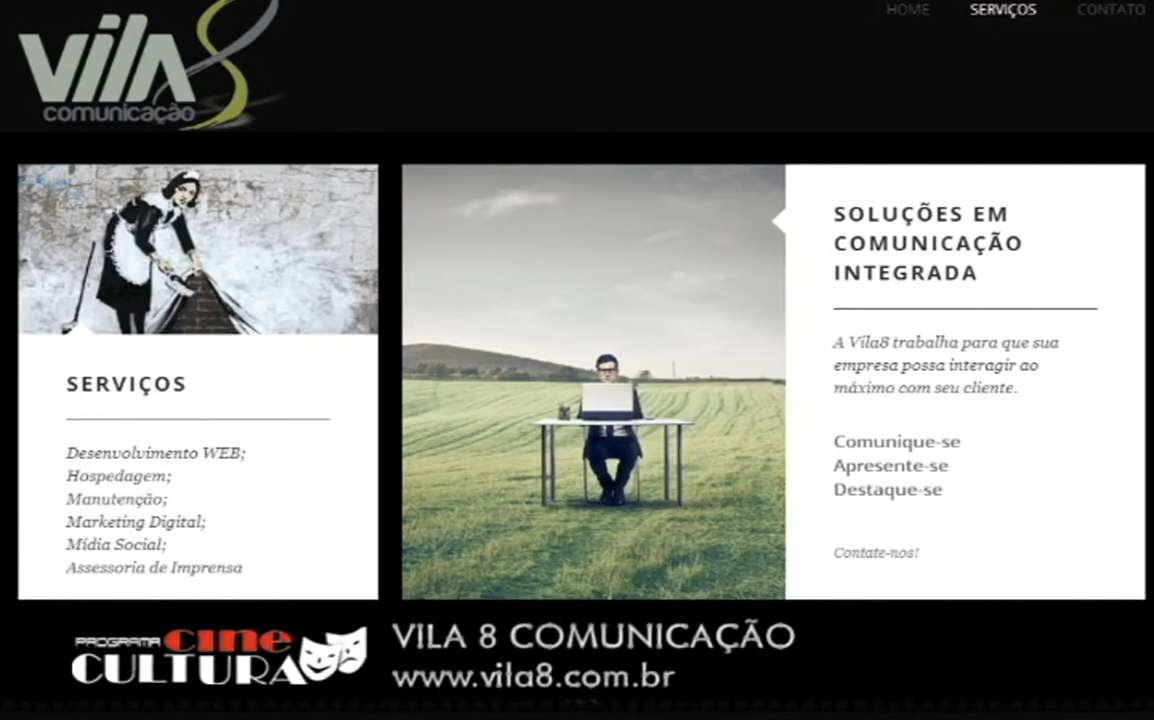 HOME SERVIÇOS CONTATO
vila 8
comunicação
SERVIÇOS
Desenvolvimento WEB;
Hospedagem;
Manutenção;
Marketing Digital;
Mídia Social;
Assessoria de Imprensa
SOLUÇÕES EM
COMUNICAÇÃO
INTEGRADA
A Vila8 trabalha para que sua
empresa possa interagir ao
máximo com seu cliente.
Comunique-se
Apresente-se
Destaque-se
Contate-nos!
PROGRAMA cine
CULTURA
VILA 8 COMUNICAÇÃO
www.vila8.com.br